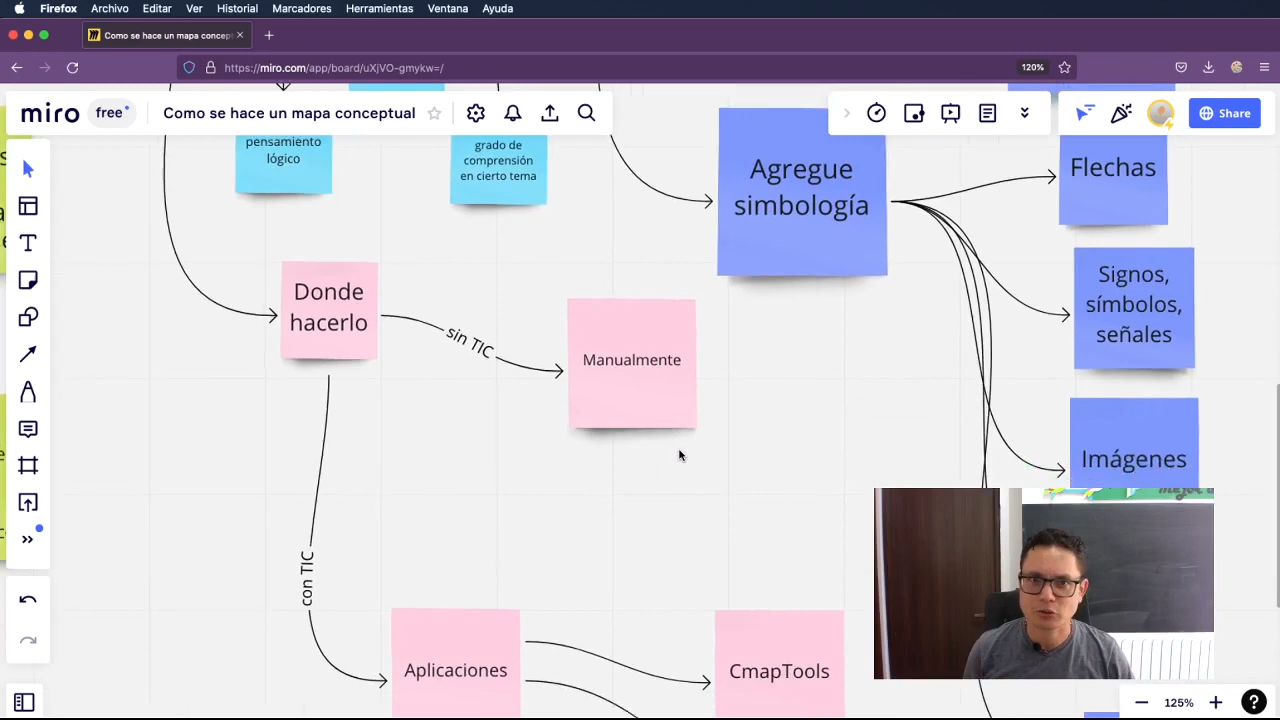 Firefox Archivo Editar Ver Historial Marcadores Herramientas Ventana Ayuda
Como se hace un mapa concept
https://miro.com/app/board/uXjVO-gmykw=/
120%
miro free Como se hace un mapa conceptual
Share
pensamiento
lógico
grado de
comprensión
en cierto tema
Agregue
simbología
Flechas
Signos,
símbolos,
señales
Imágenes
Donde
hacerlo
sin TIC
Manualmente
con TIC
Aplicaciones
CmapTools
125%